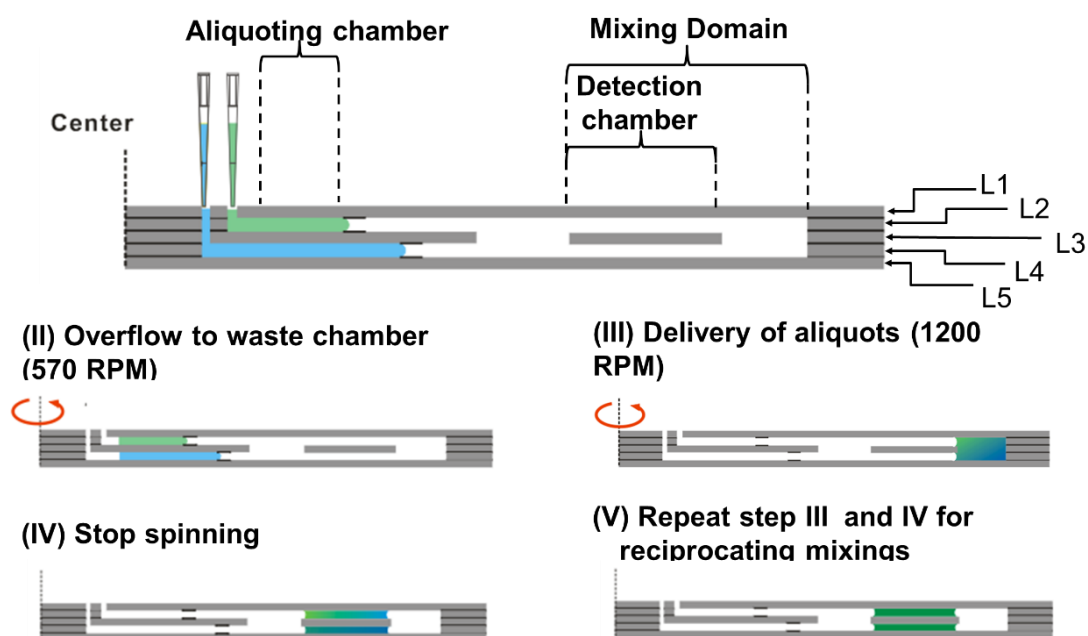 Aliquoting chamber
Mixing Domain
Detection
chamber
Center
L1
L2
L3
L4
L5
(II) Overflow to waste chamber
(570 RPM)
(III) Delivery of aliquots (1200
RPM)
(IV) Stop spinning
(V) Repeat step III and IV for
reciprocating mixings